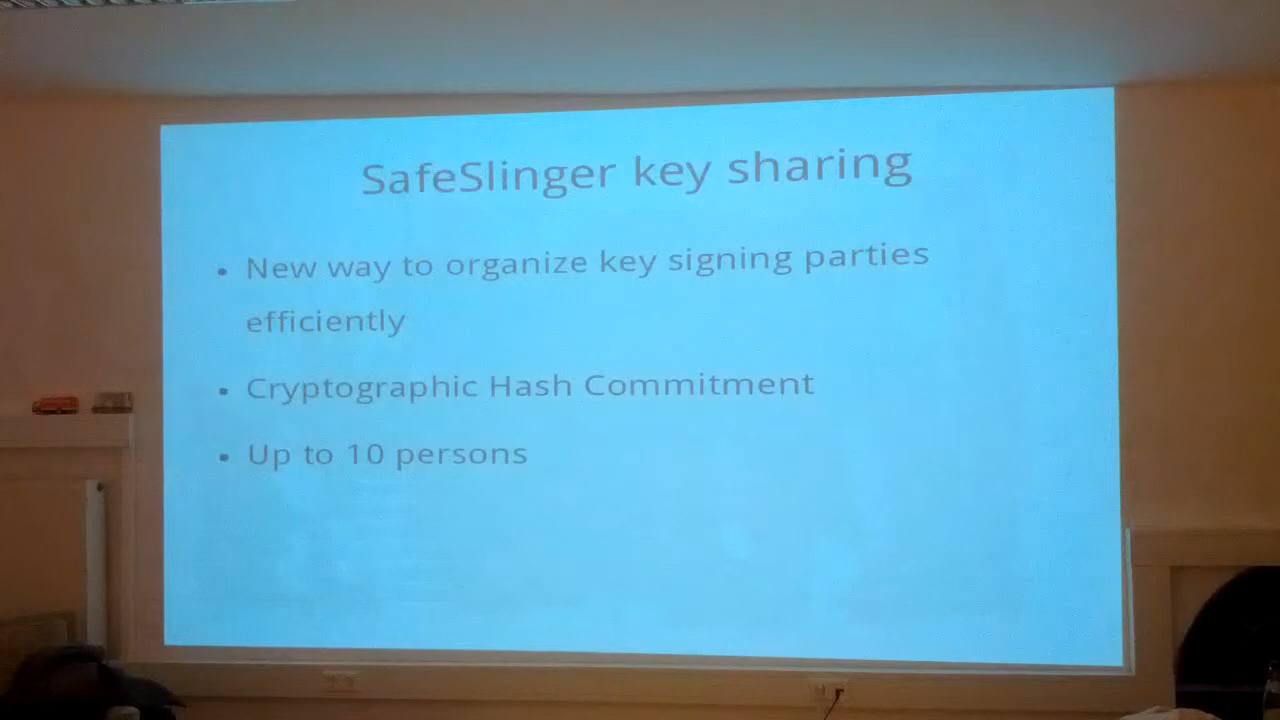 SafeSlinger key sharing
• New way to organize key signing parties
efficiently
• Cryptographic Hash Commitment
• Up to 10 persons